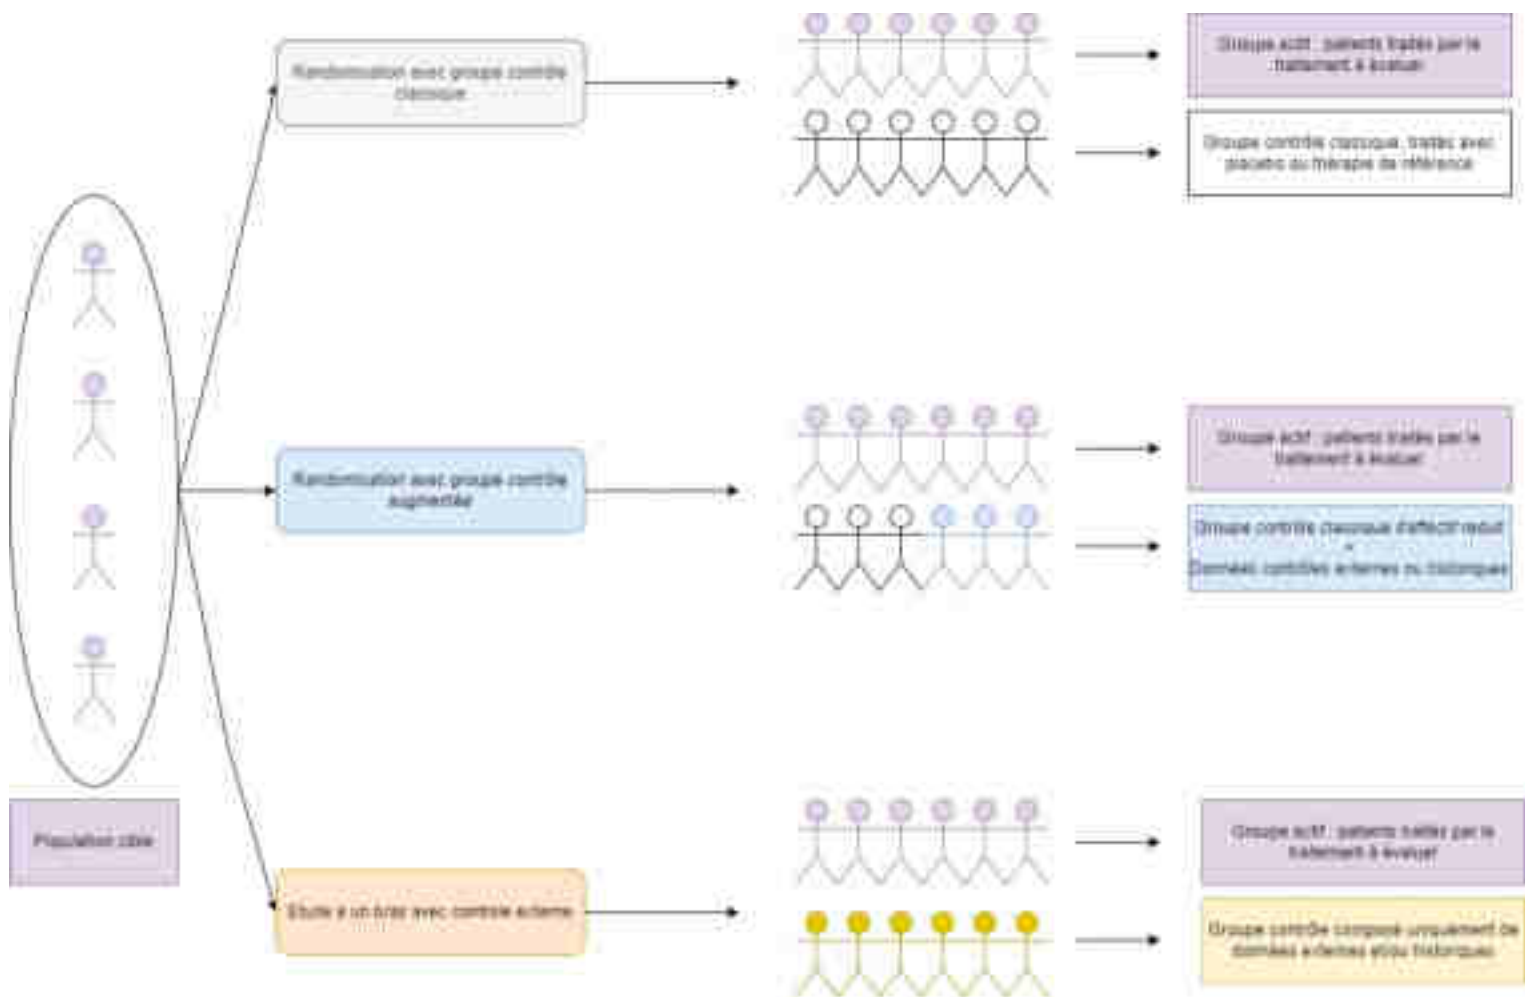 Randomisation avec groupe contrôle
classique
Groupe actif : patients traités par le
traitement à évaluer
Groupe contrôle classique, traités avec
placebo ou thérapie de référence
Randomisation avec groupe contrôle
augmentée
Groupe actif : patients traités par le
traitement à évaluer
Groupe contrôle classique d'effectif réduit
+
Données contrôles externes ou historiques
Population cible
Etude à un bras avec contrôle externe
Groupe actif : patients traités par le
traitement à évaluer
Groupe contrôle composé uniquement de
données externes et/ou historiques